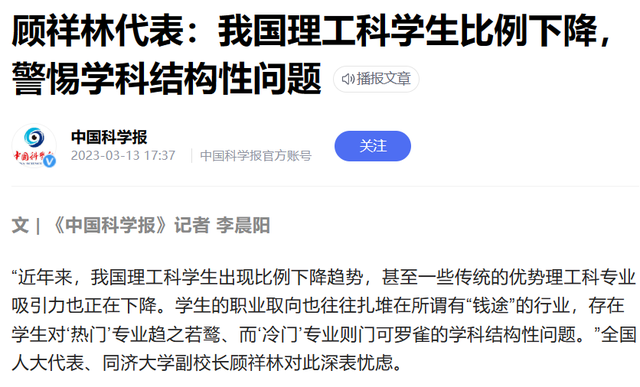 顾祥林代表：我国理工科学生比例下降，
警惕学科结构性问题 播报文章
中国科学报
2023-03-13 17:37 中国科学报官方账号
关注
文 | 《中国科学报》记者 李晨阳
“近年来，我国理工科学生出现比例下降趋势，甚至一些传统的优势理工科专业
吸引力也正在下降。学生的职业取向也往往扎堆在所谓有“钱途”的行业，存在
学生对‘热门’专业趋之若鹜、而‘冷门’专业则门可罗雀的学科结构性问题。”全国
人大代表、同济大学副校长顾祥林对此深表忧虑。